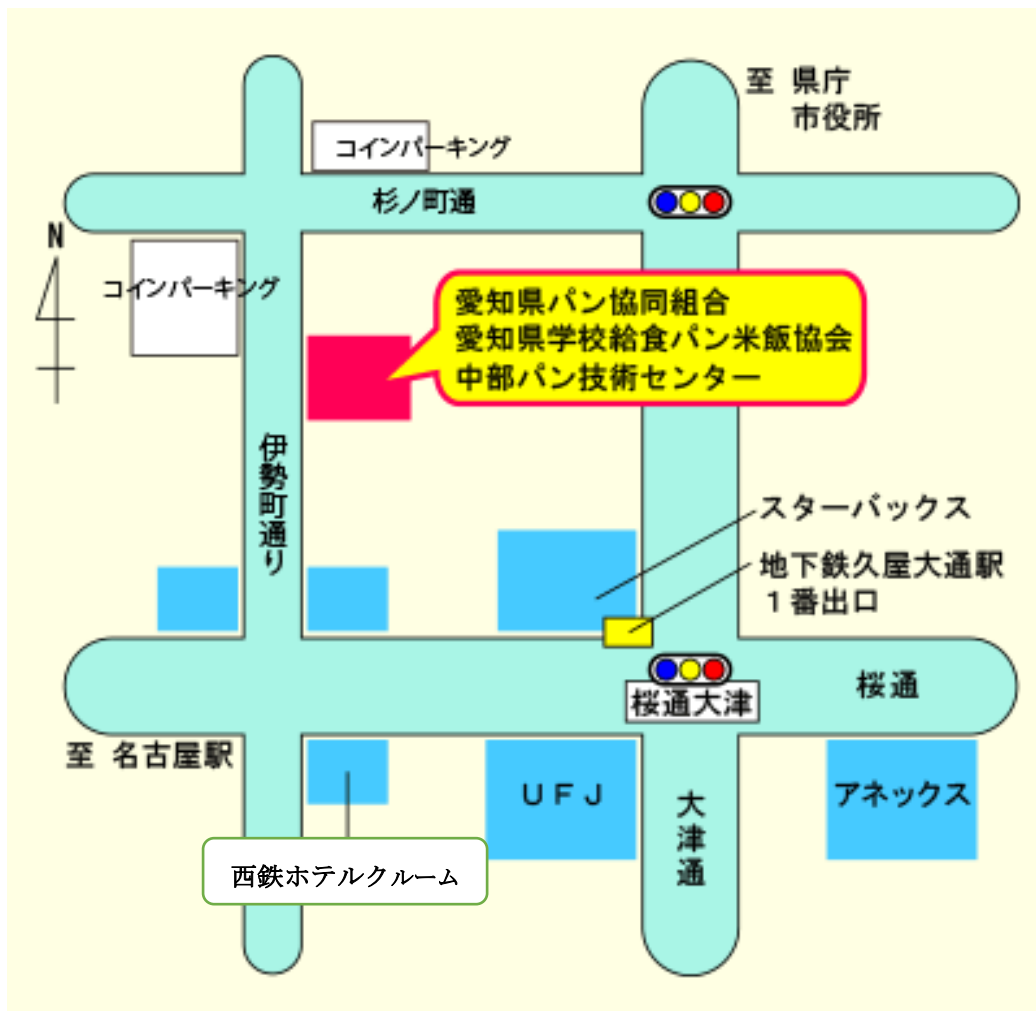 至 県庁
市役所
コインパーキング
杉ノ町通
N
コインパーキング
愛知県パン協同組合
愛知県学校給食パン米飯協会
中部パン技術センター
伊勢町通り
スターバックス
地下鉄久屋大通駅
１番出口
桜通大津
桜通
至 名古屋駅
ＵＦＪ
アネックス
大津通
西鉄ホテルクルーム